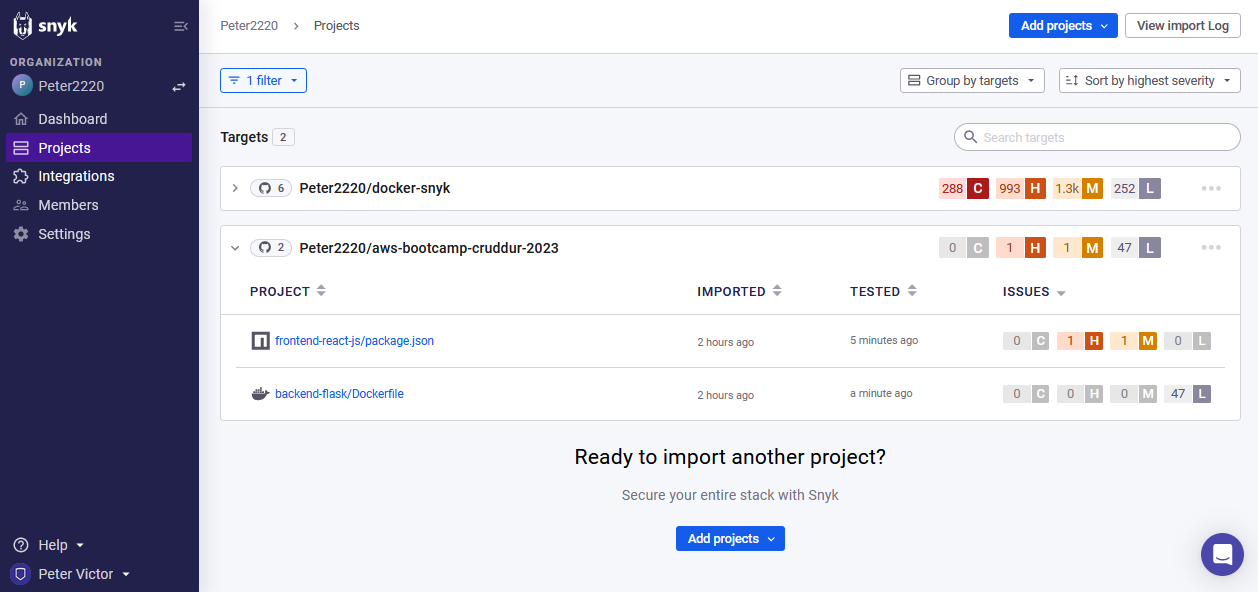 snyk
Peter2220 > Projects
Add projects
View import Log
ORGANIZATION
P Peter2220
Dashboard
Projects
Integrations
Members
Settings
1 filter
Group by targets
Sort by highest severity
Targets 2
Search targets
6 Peter2220/docker-snyk 288 C 993 H 1.3k M 252 L
2 Peter2220/aws-bootcamp-cruddur-2023 0 C 1 H 1 M 47 L
PROJECT IMPORTED TESTED ISSUES
frontend-react-js/package.json 2 hours ago 5 minutes ago 0 C 1 H 1 M 0 L
backend-flask/Dockerfile 2 hours ago a minute ago 0 C 0 H 0 M 47 L
Ready to import another project?
Secure your entire stack with Snyk
Add projects
Help
Peter Victor